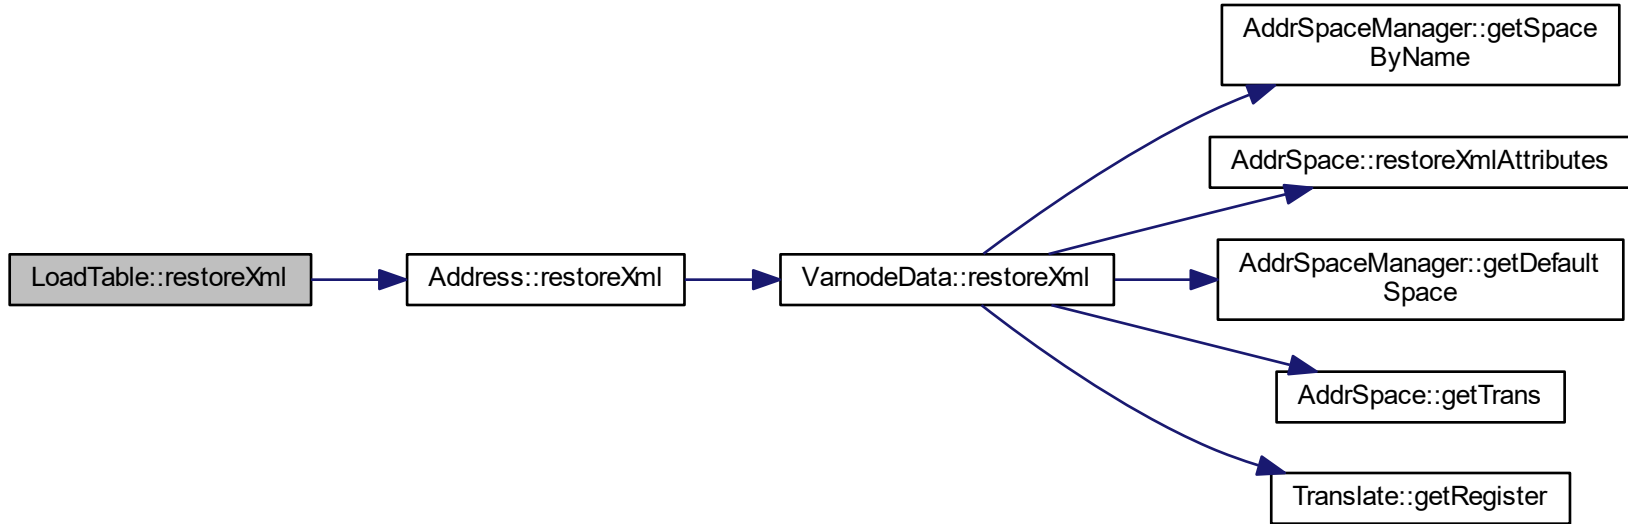 AddrSpaceManager::getSpace
ByName
AddrSpace::restoreXmlAttributes
LoadTable::restoreXml
Address::restoreXml
VarnodeData::restoreXml
AddrSpaceManager::getDefault
Space
AddrSpace::getTrans
Translate::getRegister